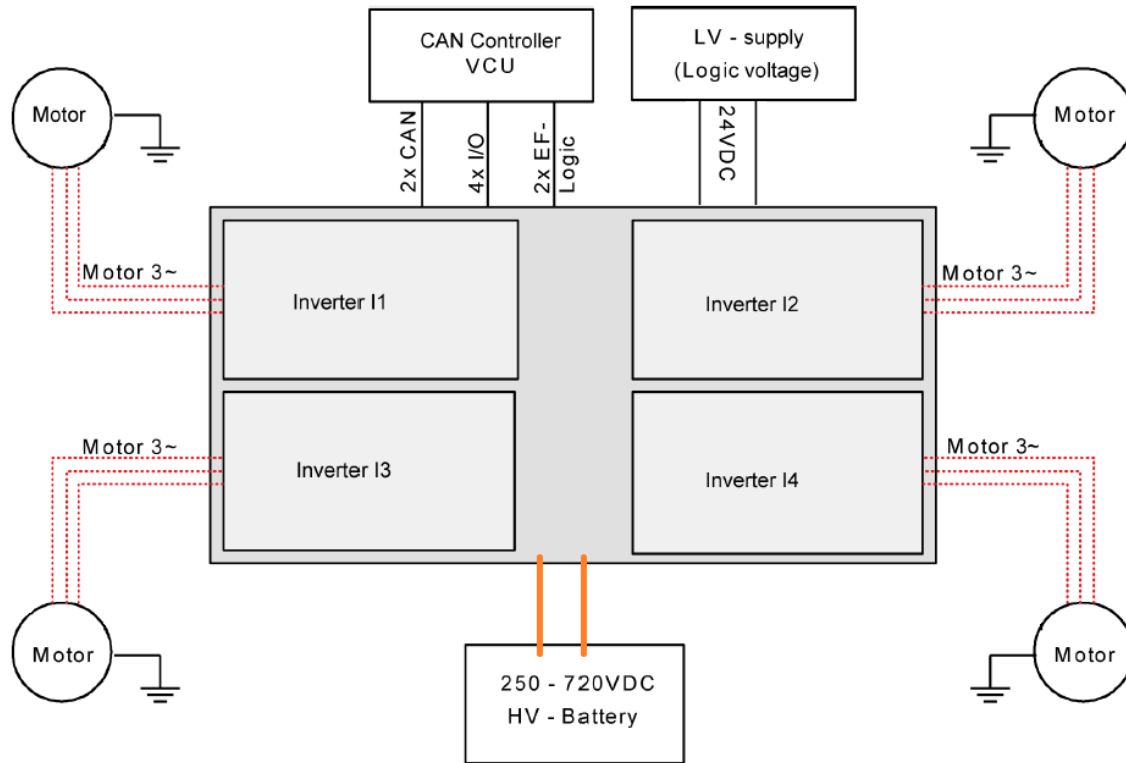 CAN Controller
VCU
LV - supply
(Logic voltage)
Motor
Motor
2x CAN
4x I/O
2x EF-
Logic
24VDC
Motor 3~
Motor 3~
Inverter I1
Inverter I2
Motor 3~
Motor 3~
Inverter I3
Inverter I4
Motor
Motor
250 - 720VDC
HV - Battery